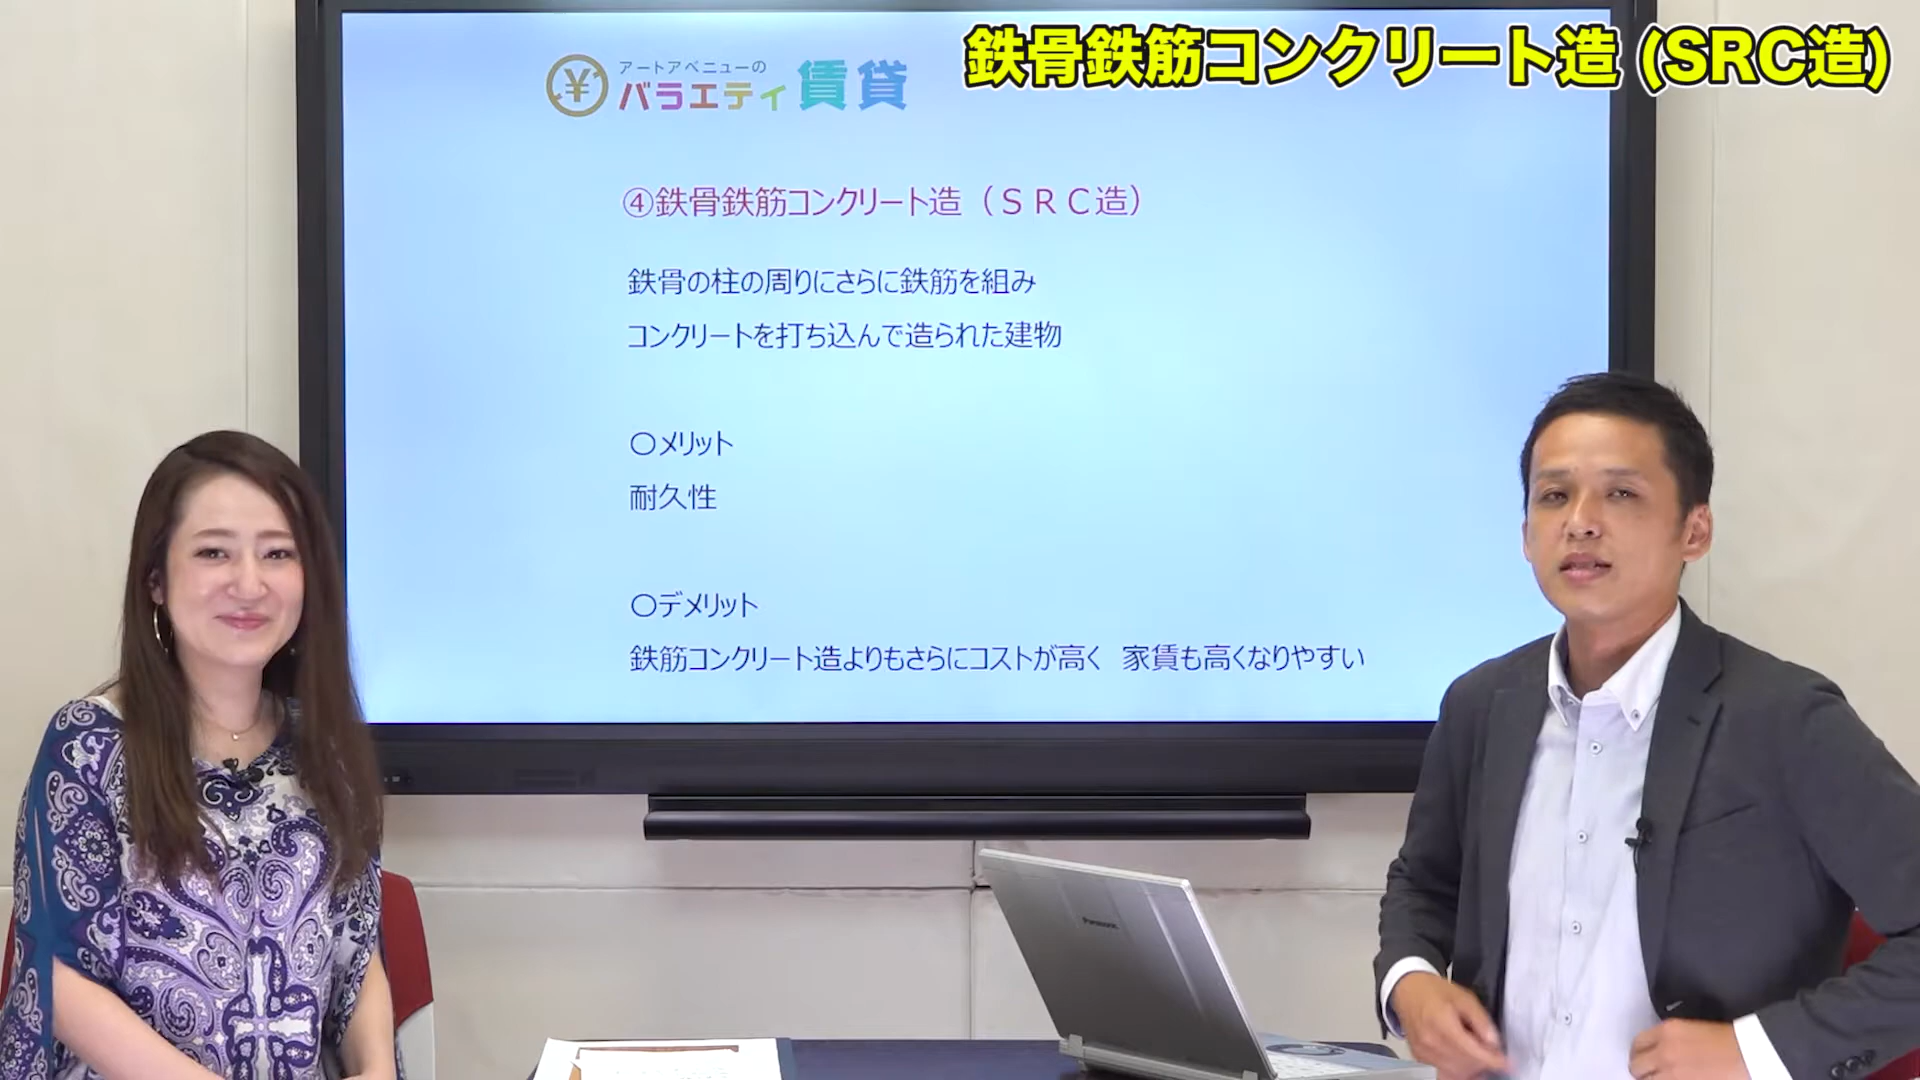 鉄骨鉄筋コンクリート造 (SRC造)
アートアベニューの
バラエティ賃貸
④鉄骨鉄筋コンクリート造（ＳＲＣ造）
鉄骨の柱の周りにさらに鉄筋を組み
コンクリートを打ち込んで造られた建物
〇メリット
耐久性
〇デメリット
鉄筋コンクリート造よりもさらにコストが高く　家賃も高くなりやすい
Panasonic